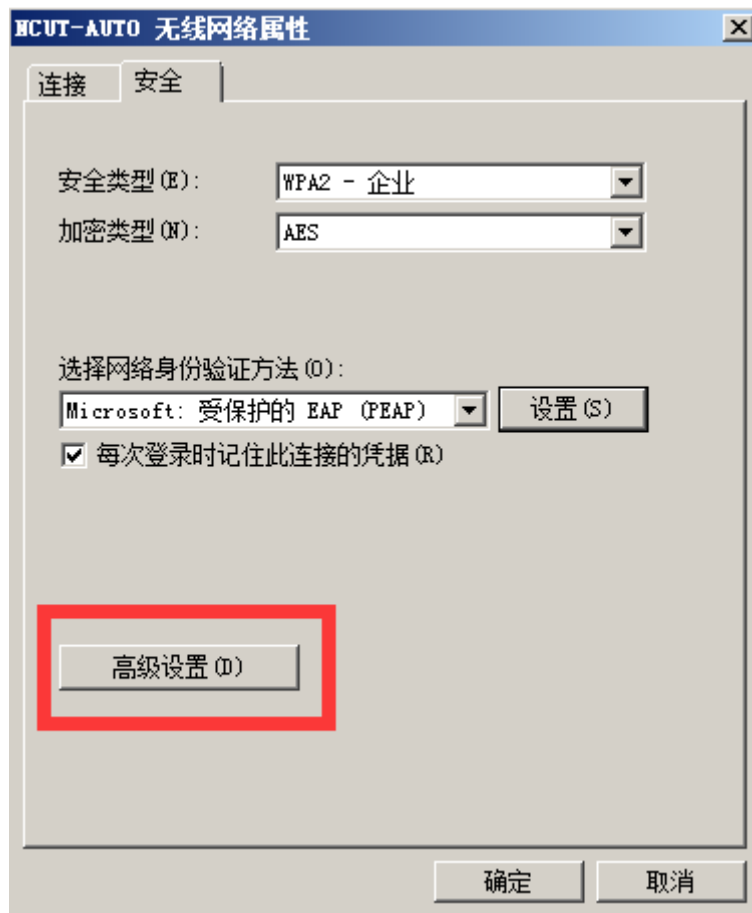 NCUT-AUTO 无线网络属性
连接 安全
安全类型(E): WPA2 - 企业
加密类型(N): AES
选择网络身份验证方法(O):
Microsoft: 受保护的 EAP (PEAP) 设置(S)
每次登录时记住此连接的凭据(R)
高级设置(D)
确定 取消